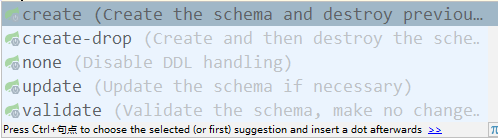 create (Create the schema and destroy previou…
create-drop (Create and then destroy the sche…
none (Disable DDL handling)
update (Update the schema if necessary)
validate (Validate the schema, make no change…
Press Ctrl+句点 to choose the selected (or first) suggestion and insert a dot afterwards >>
π